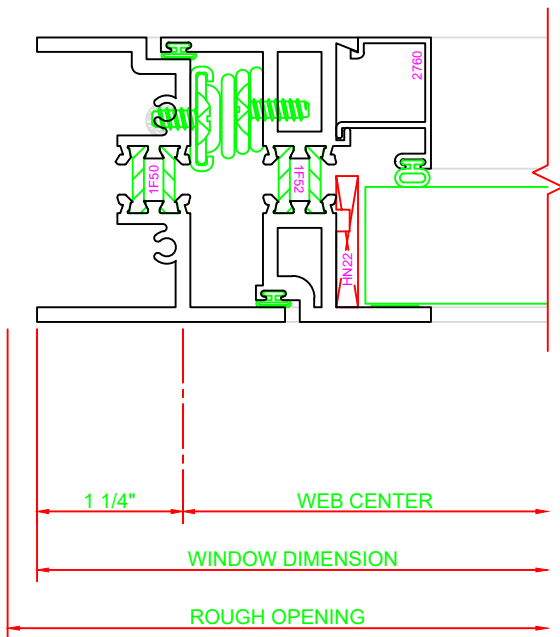 2760
1F50
1F52
HN22
1 1/4"
WEB CENTER
WINDOW DIMENSION
ROUGH OPENING